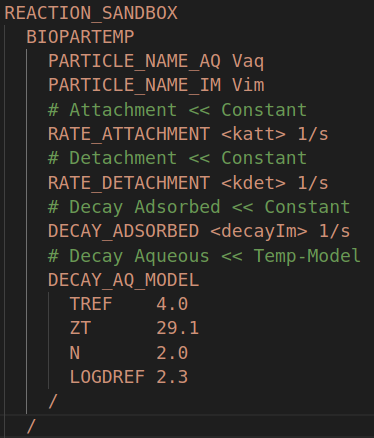 REACTION_SANDBOX
BIOPARTEMP
PARTICLE_NAME_AQ Vaq
PARTICLE_NAME_IM Vim
# Attachment << Constant
RATE_ATTACHMENT <katt> 1/s
# Detachment << Constant
RATE_DETACHMENT <kdet> 1/s
# Decay Adsorbed << Constant
DECAY_ADSORBED <decayIm> 1/s
# Decay Aqueous << Temp-Model
DECAY_AQ_MODEL
TREF 4.0
ZT 29.1
N 2.0
LOGDREF 2.3
/
/